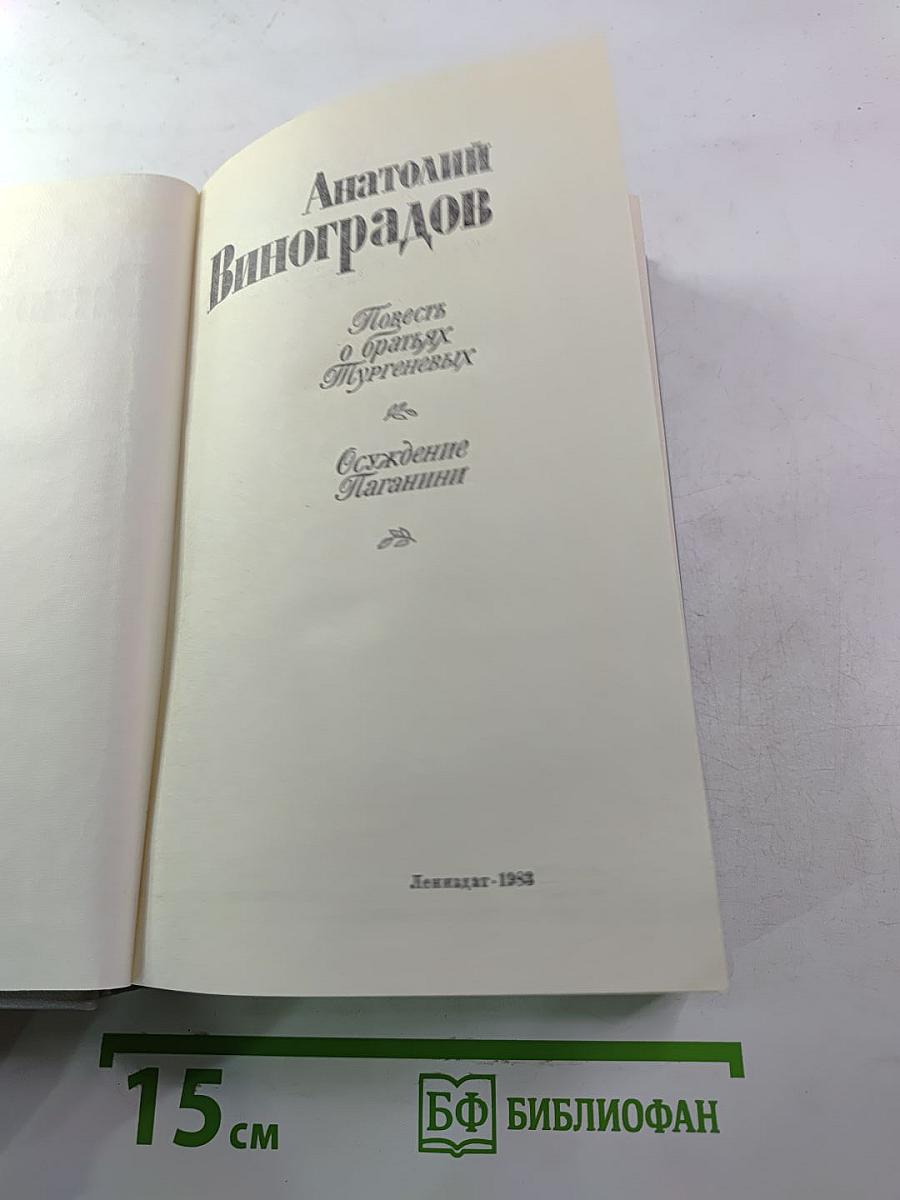 Анатолий
Виноградов
Повесть
о братьях
Тургеневых
Осуждение
Паганини
Лениздат-1983
15 см
БФ БИБЛИОФАН